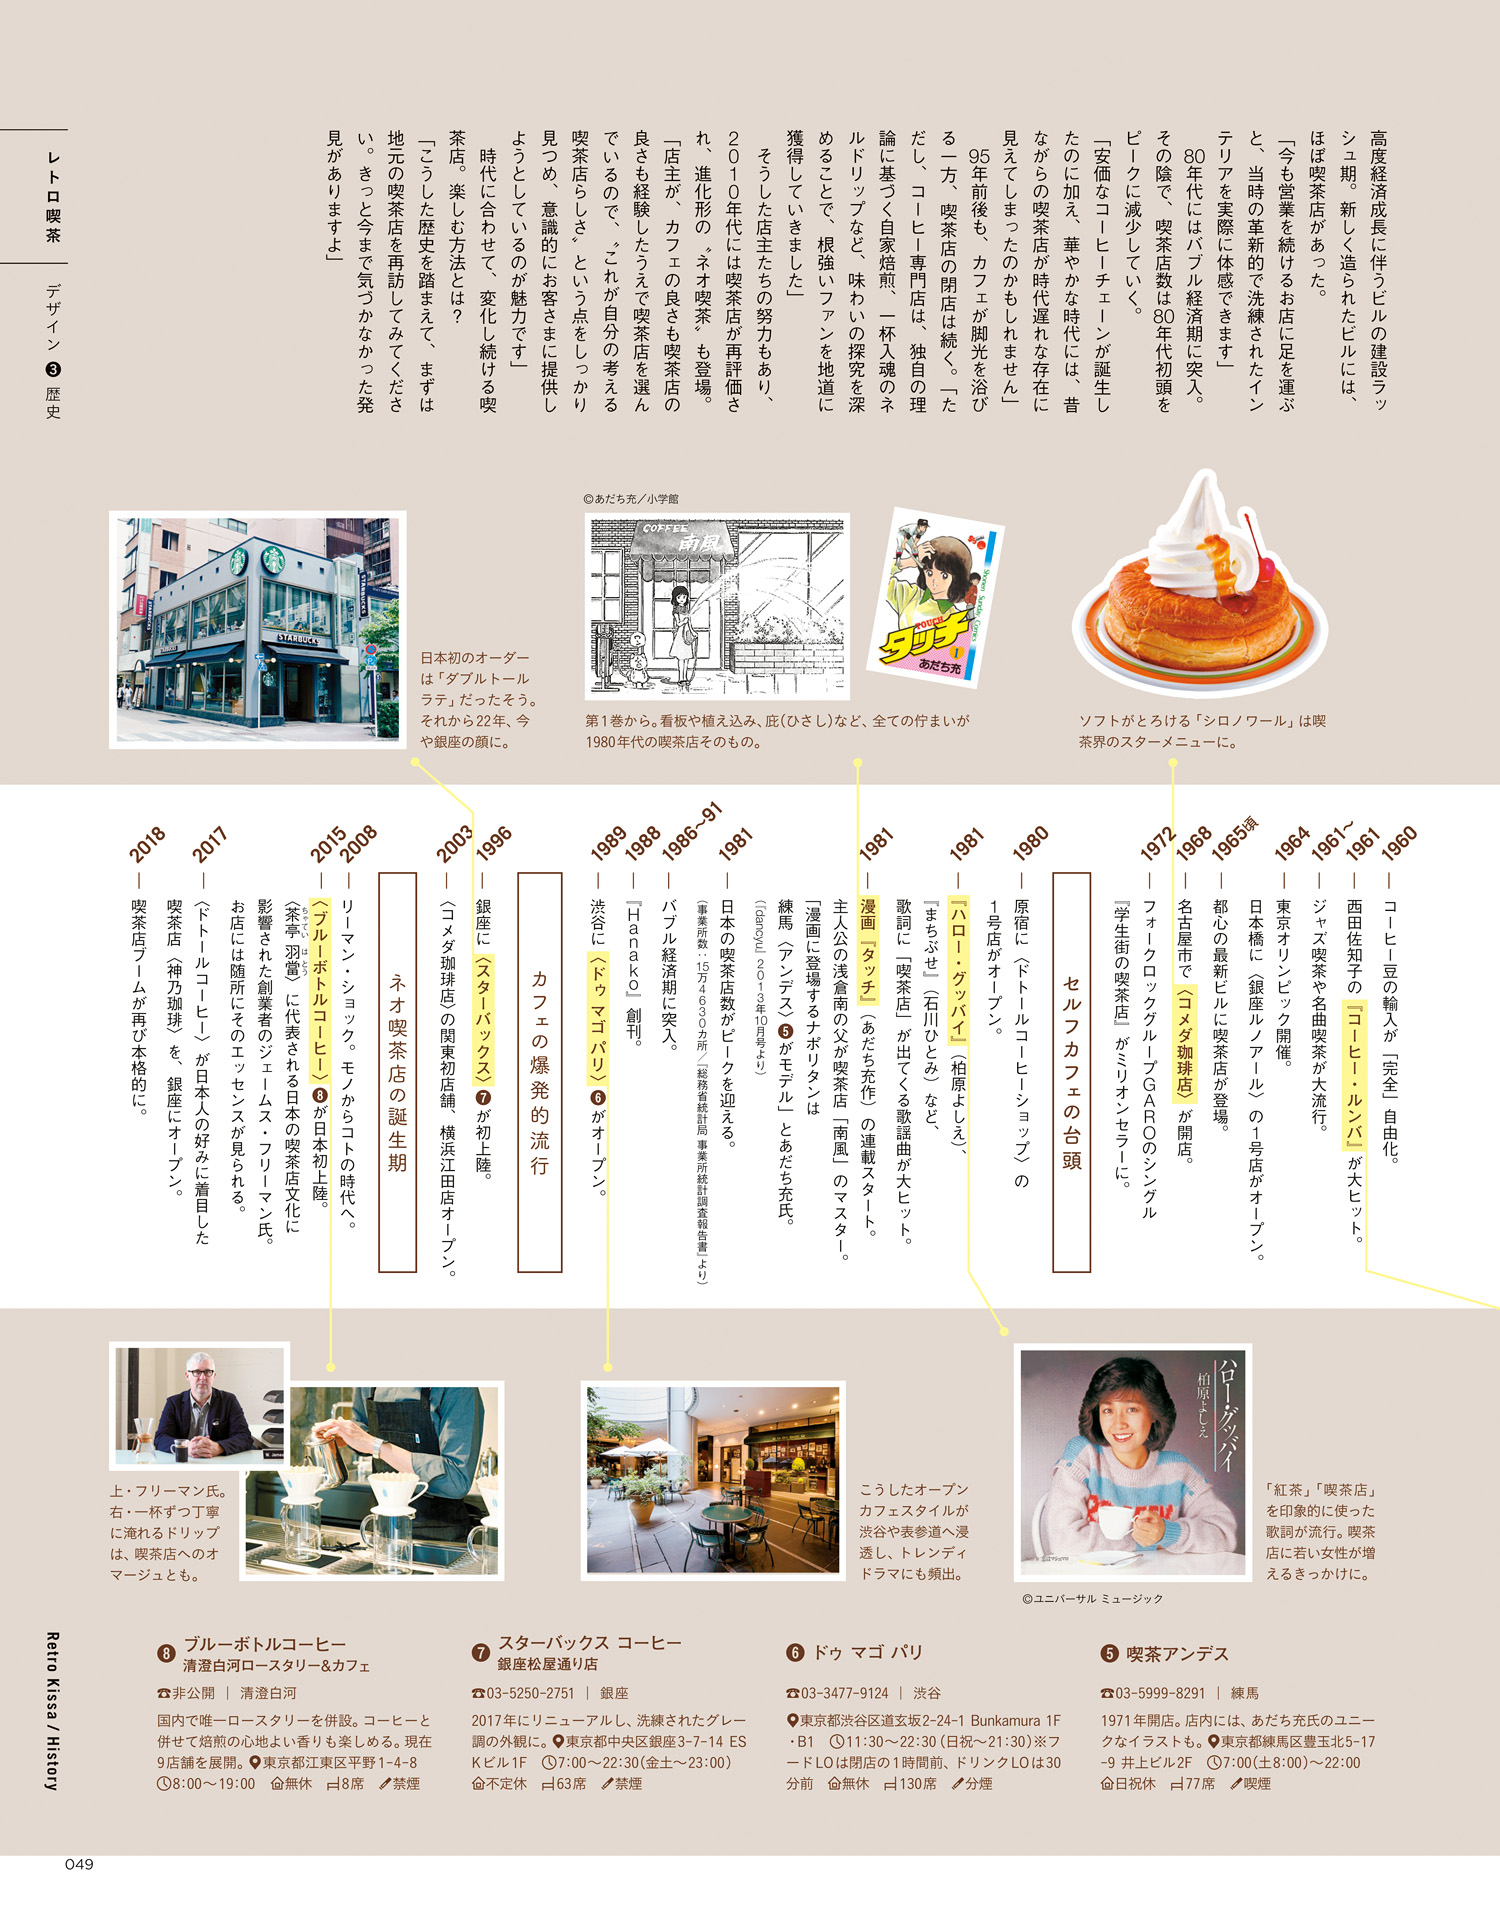 高度経済成長に伴うビルの建設ラッ
シュ期。新しく造られたビルには、
ほぼ喫茶店があった。
「今も営業を続けるお店に足を運ぶ
と、当時の革新的で洗練されたイン
テリアを実際に体感できます」
80年代にはバブル経済期に突入。
その陰で、喫茶店数は80年代初頭を
ピークに減少していく。
「安価なコーヒーチェーンが誕生し
たのに加え、華やかな時代には、昔
ながらの喫茶店が時代遅れな存在に
見えてしまったのかもしれません」
95年前後も、カフェが脚光を浴び
る一方、喫茶店の閉店は続く。「た
だし、コーヒー専門店は、独自の理
論に基づく自家焙煎、一杯入魂のネ
ルドリップなど、味わいの探究を深
めることで、根強いファンを地道に
獲得していきました」
そうした店主たちの努力もあり、
2010年代には喫茶店が再評価さ
れ、進化形の〝ネオ喫茶〟も登場。
「店主が、カフェの良さも喫茶店の
良さも経験したうえで喫茶店を選ん
でいるので、〝これが自分の考える
喫茶店らしさ〟という点をしっかり
見つめ、意識的にお客さまに提供し
ようとしているのが魅力です」
時代に合わせて、変化し続ける喫
茶店。楽しむ方法とは?
「こうした歴史を踏まえて、まずは
地元の喫茶店を再訪してみてくださ
い。きっと今まで気づかなかった発
見がありますよ」
レトロ喫茶
デザイン ❸ 歴史
ソフトがとろける「シロノワール」は喫
茶界のスターメニューに。
©あだち充/小学館
COFFEE
南風
Shonen Sunday Comics
TOUCH
タッチ
1
あだち充
第1巻から。看板や植え込み、庇(ひさし)など、全ての佇まいが
1980年代の喫茶店そのもの。
STARBUCKS
日本初のオーダー
は「ダブルトール
ラテ」だったそう。
それから22年、今
や銀座の顔に。
1960
コーヒー豆の輸入が「完全」自由化。
1961
西田佐知子の『コーヒー・ルンバ』が大ヒット。
1961〜
ジャズ喫茶や名曲喫茶が大流行。
1964
東京オリンピック開催。
日本橋に〈銀座ルノアール〉の1号店がオープン。
1965頃
都心の最新ビルに喫茶店が登場。
1968
名古屋市で〈コメダ珈琲店〉が開店。
1972
フォークロックグループGAROのシングル
『学生街の喫茶店』がミリオンセラーに。
セルフカフェの台頭
1980
原宿に〈ドトールコーヒーショップ〉の
1号店がオープン。
1981
『ハロー・グッバイ』(柏原よしえ)、
『まちぶせ』(石川ひとみ)など、
歌詞に「喫茶店」が出てくる歌謡曲が大ヒット。
1981
漫画『タッチ』(あだち充作)の連載スタート。
主人公の浅倉南の父が喫茶店「南風」のマスター。
「漫画に登場するナポリタンは
練馬〈アンデス〉❺がモデル」とあだち充氏。
(『dancyu』2013年10月号より)
1981
日本の喫茶店数がピークを迎える。
(事業所数:15万4630カ所/『総務省統計局 事業所統計調査報告書』より)
1986〜91
バブル経済期に突入。
1988
『Hanako』創刊。
1989
渋谷に〈ドゥ マゴ パリ〉❻がオープン。
カフェの爆発的流行
1996
銀座に〈スターバックス〉❼が初上陸。
2003
〈コメダ珈琲店〉の関東初店舗、横浜江田店オープン。
ネオ喫茶店の誕生期
2008
リーマン・ショック。モノからコトの時代へ。
2015
〈ブルーボトルコーヒー〉❽が日本初上陸。
〈茶亭 羽當〉に代表される日本の喫茶店文化に
ちゃてい はとう
影響された創業者のジェームス・フリーマン氏。
お店には随所にそのエッセンスが見られる。
2017
〈ドトールコーヒー〉が日本人の好みに着目した
喫茶店〈神乃珈琲〉を、銀座にオープン。
2018
喫茶店ブームが再び本格的に。
ハロー・グッバイ
柏原よしえ
©ユニバーサル ミュージック
「紅茶」「喫茶店」
を印象的に使った
歌詞が流行。喫茶
店に若い女性が増
えるきっかけに。
こうしたオープン
カフェスタイルが
渋谷や表参道へ浸
透し、トレンディ
ドラマにも頻出。
上・フリーマン氏。
右・一杯ずつ丁寧
に淹れるドリップ
は、喫茶店へのオ
マージュとも。
❺ 喫茶アンデス
☎03-5999-8291 | 練馬
1971年開店。店内には、あだち充氏のユニー
クなイラストも。東京都練馬区豊玉北5-17
-9 井上ビル2F 7:00(土8:00)〜22:00
日祝休 77席 喫煙
❻ ドゥ マゴ パリ
☎03-3477-9124 | 渋谷
東京都渋谷区道玄坂2-24-1 Bunkamura 1F
・B1 11:30〜22:30(日祝〜21:30)※フ
ードLOは閉店の1時間前、ドリンクLOは30
分前 無休 130席 分煙
❼ スターバックス コーヒー
銀座松屋通り店
☎03-5250-2751 | 銀座
2017年にリニューアルし、洗練されたグレー
調の外観に。東京都中央区銀座3-7-14 ES
Kビル1F 7:00〜22:30(金土〜23:00)
不定休 63席 禁煙
❽ ブルーボトルコーヒー
清澄白河ロースタリー&カフェ
☎非公開 | 清澄白河
国内で唯一ロースタリーを併設。コーヒーと
併せて焙煎の心地よい香りも楽しめる。現在
9店舗を展開。東京都江東区平野1-4-8
8:00〜19:00 無休 8席 禁煙
Retro Kissa / History
049